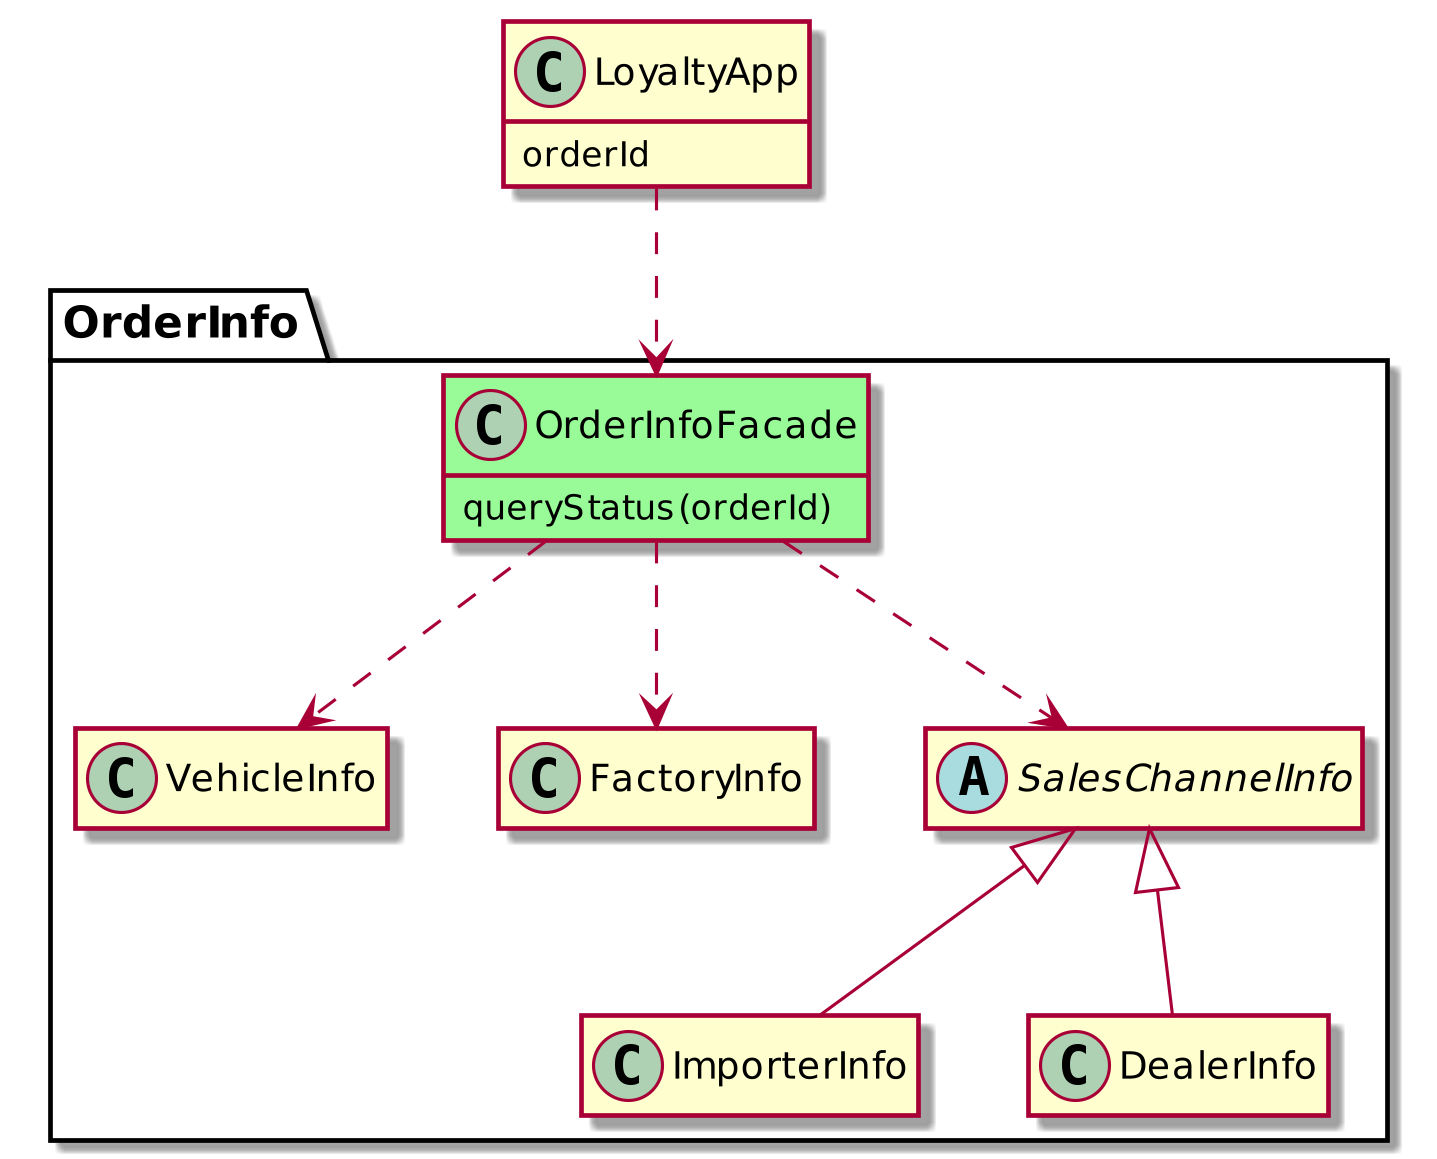 C LoyaltyApp
orderId
OrderInfo
C OrderInfoFacade
queryStatus(orderId)
C VehicleInfo
C FactoryInfo
A SalesChannelInfo
C ImporterInfo
C DealerInfo